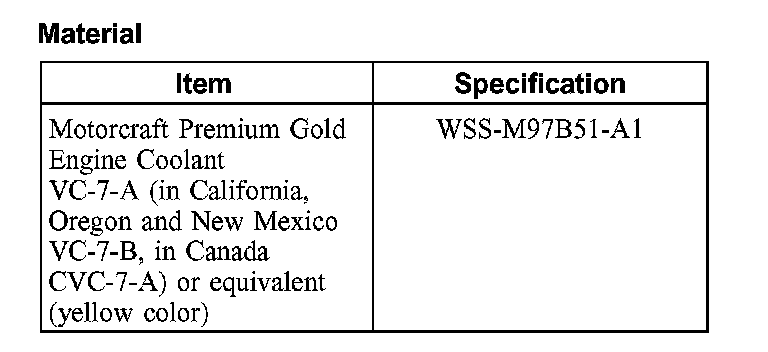 Material
Item
Specification
Motorcraft Premium Gold
WSS-M97B51-A1
Engine Coolant
VC-7-A (in California,
Oregon and New Mexico
VC-7-B, in Canada
CVC-7-A) or equivalent
(yellow color)